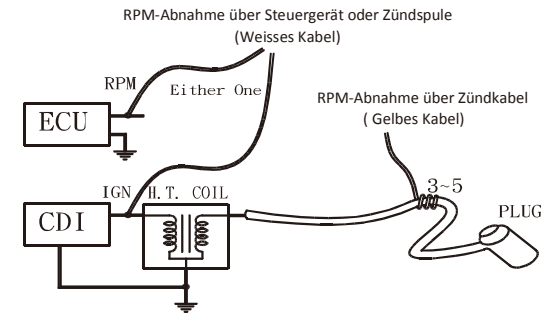 RPM-Abnahme über Steuergerät oder Zündspule
(Weisses Kabel)
RPM
Either One
RPM-Abnahme über Zündkabel
( Gelbes Kabel)
ECU
IGN
H.T. COIL
3~5
PLUG
CDI